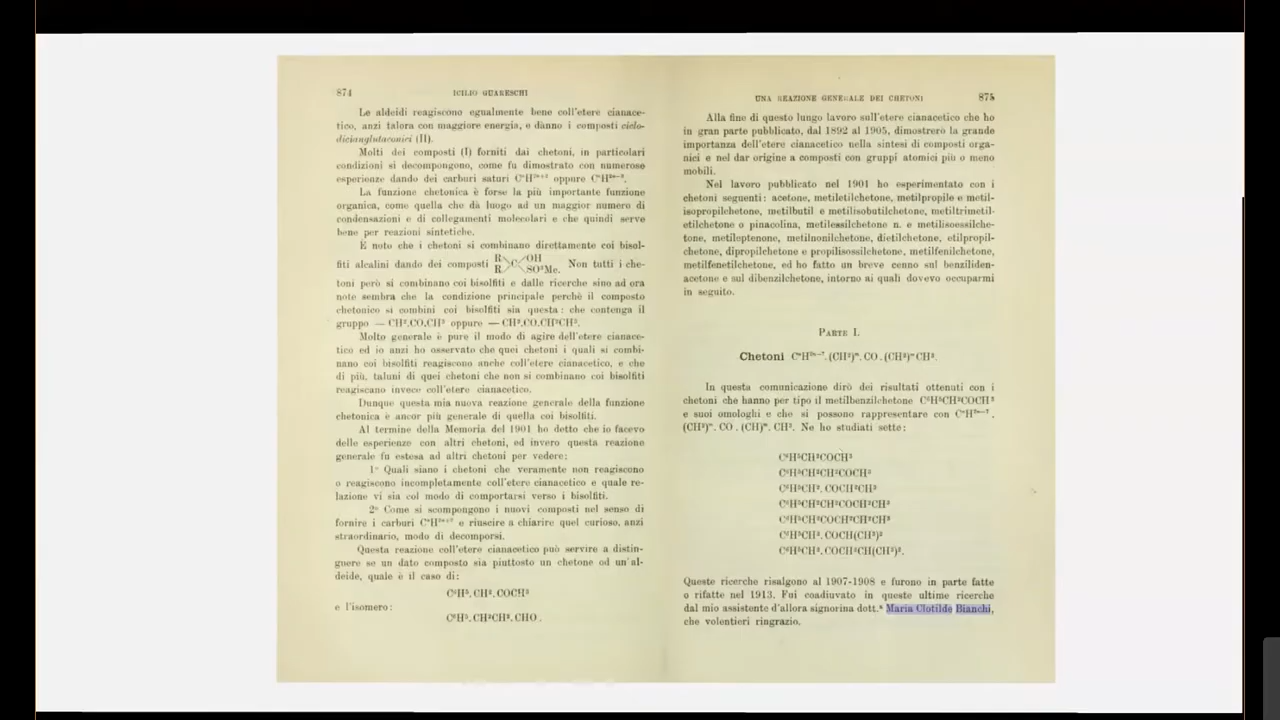 874
ICILIO GUARESCHI
Le aldeidi reagiscono egualmente bene coll'etere cianace-
tico, anzi talora con maggiore energia, e dànno i composti ciclo-
dicianglutaconici (II).
Molti dei composti (I) forniti dai chetoni, in particolari
condizioni si decompongono, come fu dimostrato con numerose
esperienze dando dei carburi saturi CⁿH²ⁿ⁺² oppure
La funzione chetonica è forse la più importante funzione
organica, come quella che dà luogo ad un maggior numero di
condensazioni e di collegamenti molecolari e che quindi serve
bene per reazioni sintetiche.
È noto che i chetoni si combinano direttamente coi bisol-
fiti alcalini dando dei composti R R >C< OH SO³Me. Non tutti i che-
toni però si combinano coi bisolfiti e dalle ricerche sino ad ora
note sembra che la condizione principale perchè il composto
chetonico si combini coi bisolfiti sia questa: che contenga il
gruppo — CH².CO.CH³ oppure — CH².CO.CH²CH³.
Molto generale è pure il modo di agire dell'etere cianace-
tico ed io anzi ho osservato che quei chetoni i quali si combi-
nano coi bisolfiti reagiscono anche coll'etere cianacetico, e che
di più, taluni di quei chetoni che non si combinano coi bisolfiti
reagiscano invece coll'etere cianacetico.
Dunque questa mia nuova reazione generale della funzione
chetonica è ancor più generale di quella coi bisolfiti.
Al termine della Memoria del 1901 ho detto che io facevo
delle esperienze con altri chetoni, ed invero questa reazione
generale fu estesa ad altri chetoni per vedere:
1º Quali siano i chetoni che veramente non reagiscono
o reagiscono incompletamente coll'etere cianacetico e quale re-
lazione vi sia col modo di comportarsi verso i bisolfiti.
2º Come si scompongono i nuovi composti nel senso di
fornire i carburi CⁿH²ⁿ⁺² e riuscire a chiarire quel curioso, anzi
straordinario, modo di decomporsi.
Questa reazione coll'etere cianacetico può servire a distin-
guere se un dato composto sia piuttosto un chetone od un'al-
deide, quale è il caso di:
C⁶H⁵.CH².COCH³
e l'isomero:
C⁶H⁵.CH²CH².CHO.
UNA REAZIONE GENERALE DEI CHETONI
875
Alla fine di questo lungo lavoro sull'etere cianacetico che ho
in gran parte pubblicato, dal 1892 al 1905, dimostrerò la grande
importanza dell'etere cianacetico nella sintesi di composti orga-
nici e nel dar origine a composti con gruppi atomici più o meno
mobili.
Nel lavoro pubblicato nel 1901 ho esperimentato con i
chetoni seguenti: acetone, metiletilchetone, metilpropile e metil-
isopropilchetone, metilbutil e metilisobutilchetone, metiltrimetil-
etilchetone o pinacolina, metilessilchetone n. e metilisoessilche-
tone, metileptenone, metilnonilchetone, dietilchetone, etilpropil-
chetone, dipropilchetone e propilisossilchetone, metilfenilchetone,
metilfenetilchetone, ed ho fatto un breve cenno sul benziliden-
acetone e sul dibenzilchetone, intorno ai quali dovevo occuparmi
in seguito.
PARTE I.
Chetoni CⁿH²ⁿ⁻⁷.(CH²)ᵐ.CO.(CH²)ᵐCH³.
In questa comunicazione dirò dei risultati ottenuti con i
chetoni che hanno per tipo il metilbenzilchetone C⁶H⁵CH²COCH³
e suoi omologhi e che si possono rappresentare con CⁿH²ⁿ⁻⁷.
(CH²)ᵐ.CO.(CH)ᵐ.CH³. Ne ho studiati sette:
C⁶H⁵CH²COCH³
C⁶H⁵CH²CH²COCH³
C⁶H⁵CH².COCH²CH³
C⁶H⁵CH²CH²COCH²CH³
C⁶H⁵CH²COCH²CH²CH³
C⁶H⁵CH².COCH(CH³)²
C⁶H⁵CH².COCH²CH(CH³)².
Queste ricerche risalgono al 1907-1908 e furono in parte fatte
o rifatte nel 1913. Fui coadiuvato in queste ultime ricerche
dal mio assistente d'allora signorina dott.ª Maria Clotilde Bianchi,
che volentieri ringrazio.